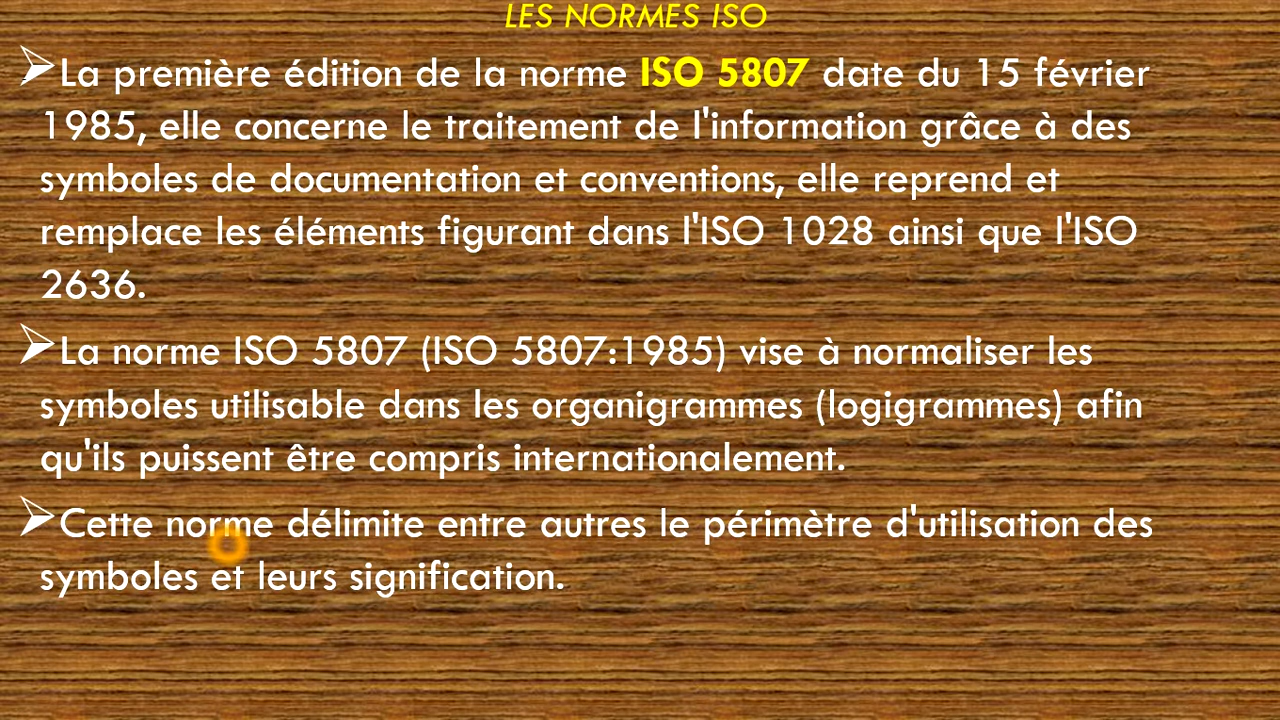 LES NORMES ISO
La première édition de la norme ISO 5807 date du 15 février
1985, elle concerne le traitement de l'information grâce à des
symboles de documentation et conventions, elle reprend et
remplace les éléments figurant dans l'ISO 1028 ainsi que l'ISO
2636.
La norme ISO 5807 (ISO 5807:1985) vise à normaliser les
symboles utilisable dans les organigrammes (logigrammes) afin
qu'ils puissent être compris internationalement.
Cette norme délimite entre autres le périmètre d'utilisation des
symboles et leurs signification.